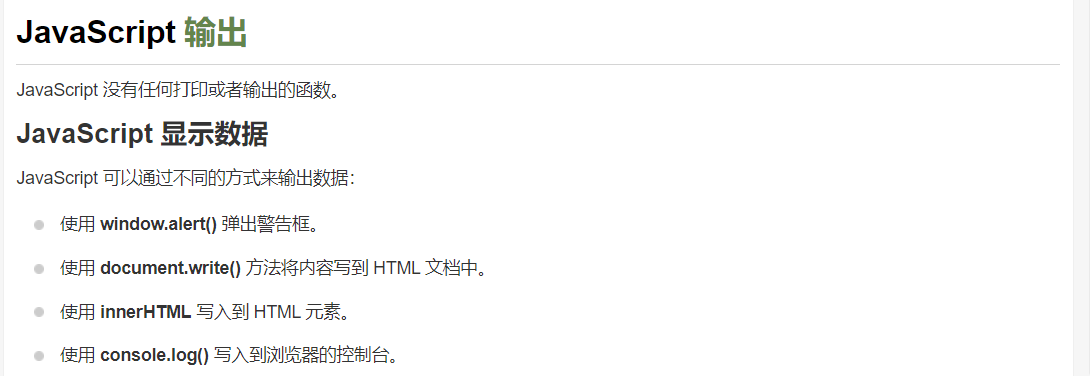 JavaScript 输出
JavaScript 没有任何打印或者输出的函数。
JavaScript 显示数据
JavaScript 可以通过不同的方式来输出数据：
使用 window.alert() 弹出警告框。
使用 document.write() 方法将内容写到 HTML 文档中。
使用 innerHTML 写入到 HTML 元素。
使用 console.log() 写入到浏览器的控制台。